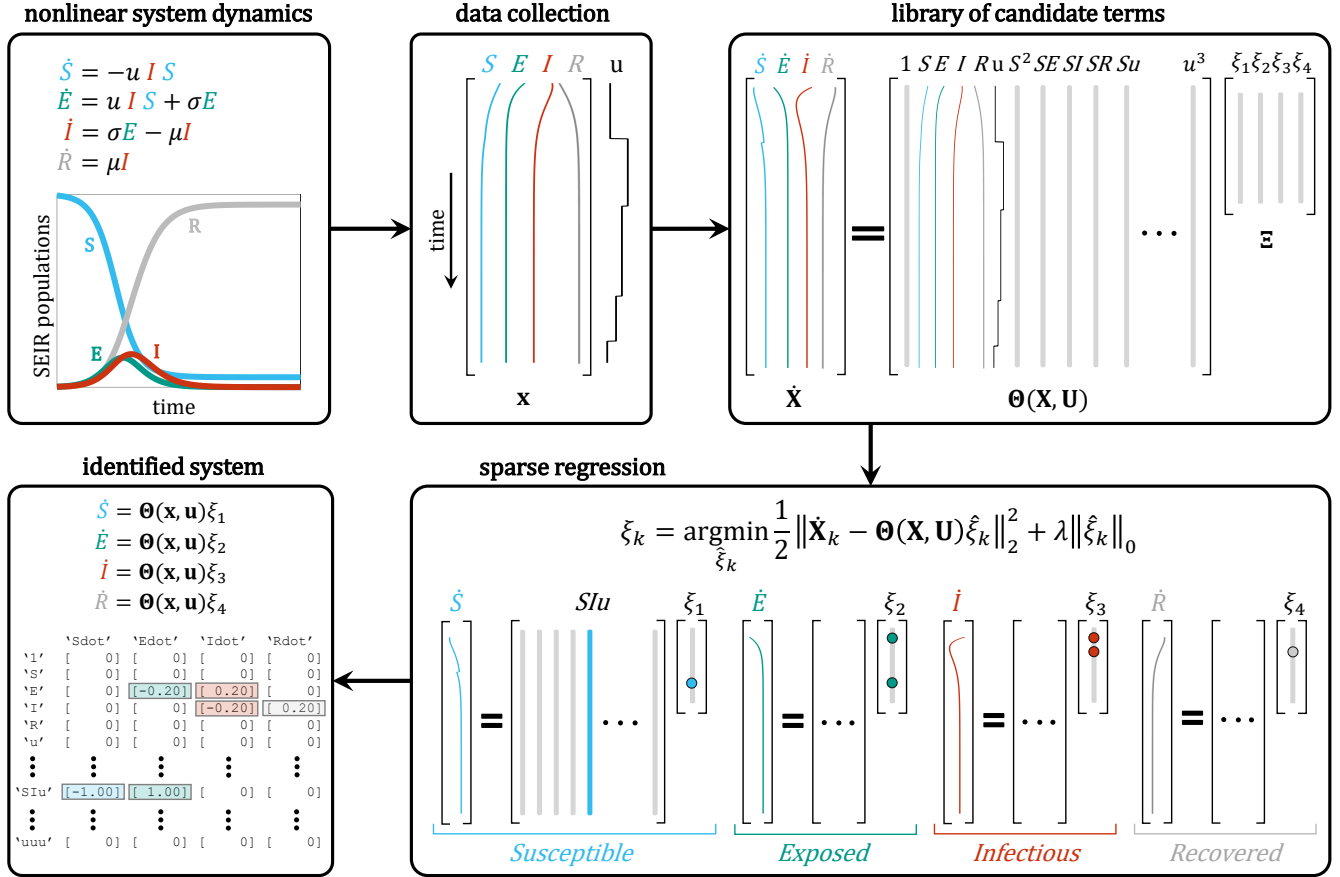 nonlinear system dynamics
Ṡ = −u I S
Ė = u I S + σE
İ = σE − μI
Ṙ = μI
SEIR populations
S
R
E
I
time
data collection
S E I R u
time
x
library of candidate terms
Ṡ Ė İ Ṙ
1 S E I R u S² SE SI SR Su u³
ξ₁ ξ₂ ξ₃ ξ₄
=
...
Ẋ
Θ(X, U)
Ξ
sparse regression
ξₖ = argmin 1/2 ‖Ẋₖ − Θ(X, U)ξ̂ₖ‖₂² + λ‖ξ̂ₖ‖₀
ξ̂ₖ
Ṡ SIu ξ₁ Ė ξ₂ İ ξ₃ Ṙ ξ₄
= ... = ... = ... = ...
Susceptible Exposed Infectious Recovered
identified system
Ṡ = Θ(x, u)ξ₁
Ė = Θ(x, u)ξ₂
İ = Θ(x, u)ξ₃
Ṙ = Θ(x, u)ξ₄
‘Sdot’ ‘Edot’ ‘Idot’ ‘Rdot’
‘1’ [ 0] [ 0] [ 0] [ 0]
‘S’ [ 0] [ 0] [ 0] [ 0]
‘E’ [ 0] [-0.20] [ 0.20] [ 0]
‘I’ [ 0] [ 0] [-0.20] [ 0.20]
‘R’ [ 0] [ 0] [ 0] [ 0]
‘u’ [ 0] [ 0] [ 0] [ 0]
‘SIu’ [-1.00] [ 1.00] [ 0] [ 0]
‘uuu’ [ 0] [ 0] [ 0] [ 0]